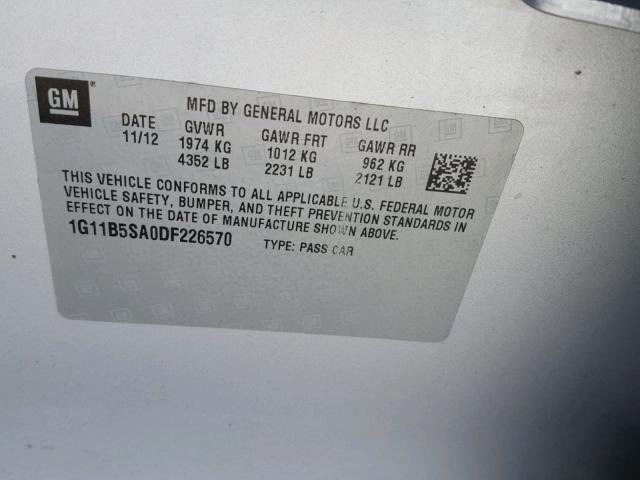 GM
MFD BY GENERAL MOTORS LLC
DATE GVWR GAWR FRT GAWR RR
11/12 1974 KG 1012 KG 962 KG
4352 LB 2231 LB 2121 LB
THIS VEHICLE CONFORMS TO ALL APPLICABLE U.S. FEDERAL MOTOR
VEHICLE SAFETY, BUMPER, AND THEFT PREVENTION STANDARDS IN
EFFECT ON THE DATE OF MANUFACTURE SHOWN ABOVE.
1G11B5SA0DF226570 TYPE: PASS CAR